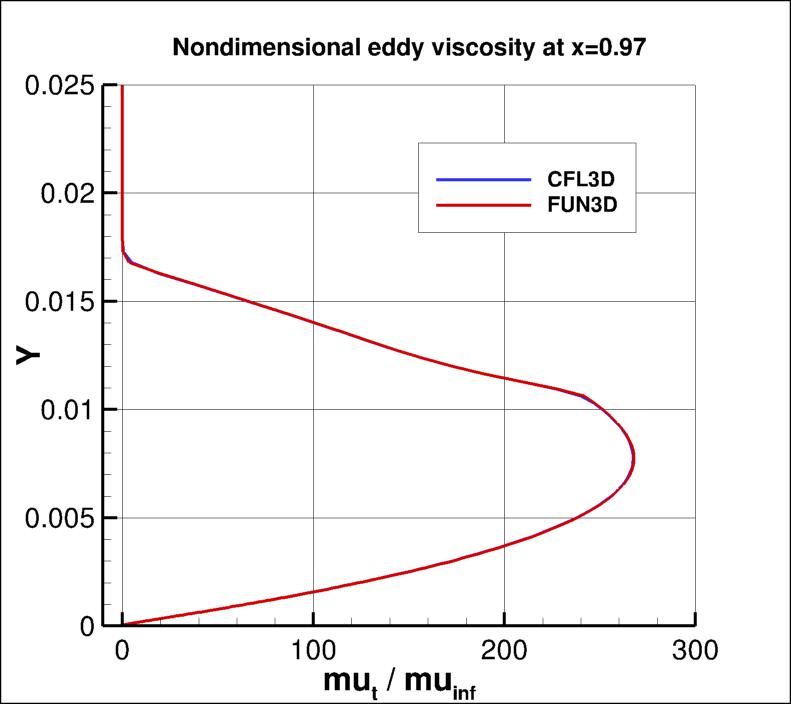 Nondimensional eddy viscosity at x=0.97
0.025
0.02
0.015
0.01
0.005
0
Y
CFL3D
FUN3D
0 100 200 300
mu_t / mu_inf